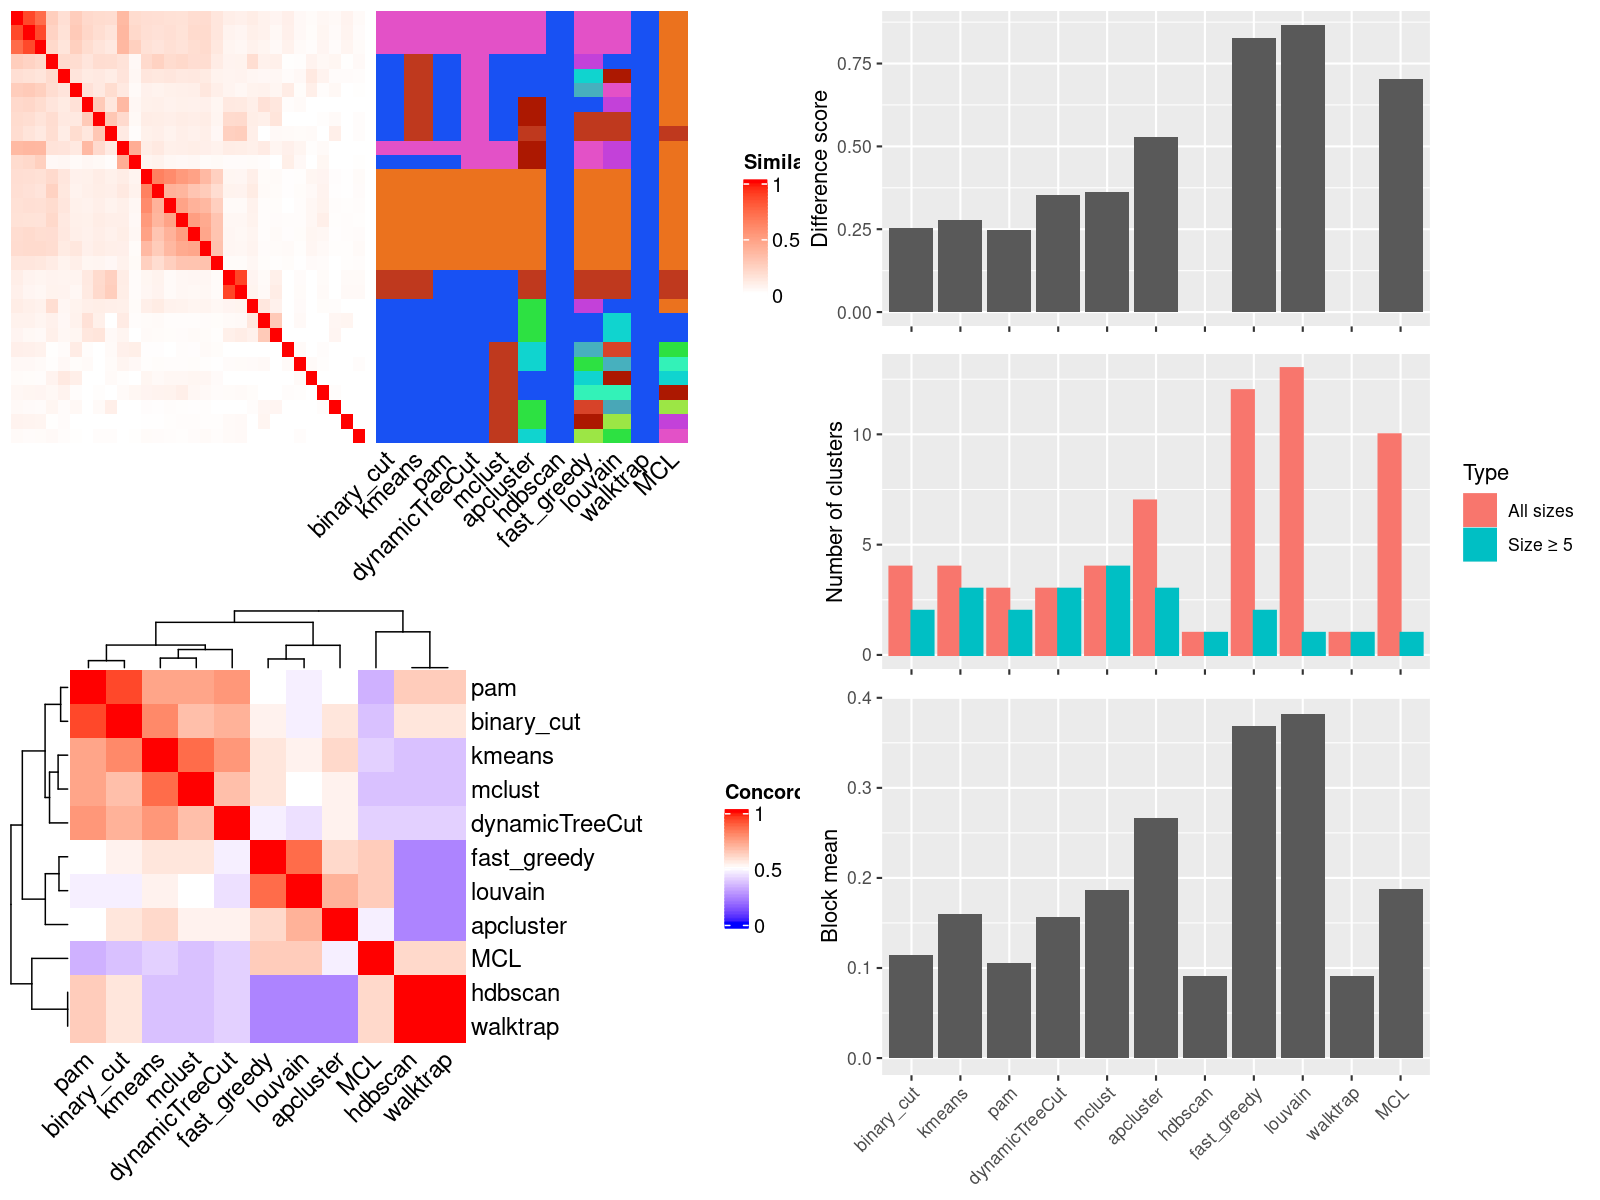 Simila
1
0.5
0
binary_cut
kmeans
pam
dynamicTreeCut
mclust
apcluster
hdbscan
fast_greedy
louvain
walktrap
MCL
pam
binary_cut
kmeans
mclust
dynamicTreeCut
fast_greedy
louvain
apcluster
MCL
hdbscan
walktrap
Concord
1
0.5
0
pam
binary_cut
kmeans
mclust
dynamicTreeCut
fast_greedy
louvain
apcluster
MCL
hdbscan
walktrap
Difference score
0.75
0.50
0.25
0.00
Number of clusters
10
5
0
Type
All sizes
Size ≥ 5
Block mean
0.4
0.3
0.2
0.1
0.0
binary_cut
kmeans
pam
dynamicTreeCut
mclust
apcluster
hdbscan
fast_greedy
louvain
walktrap
MCL